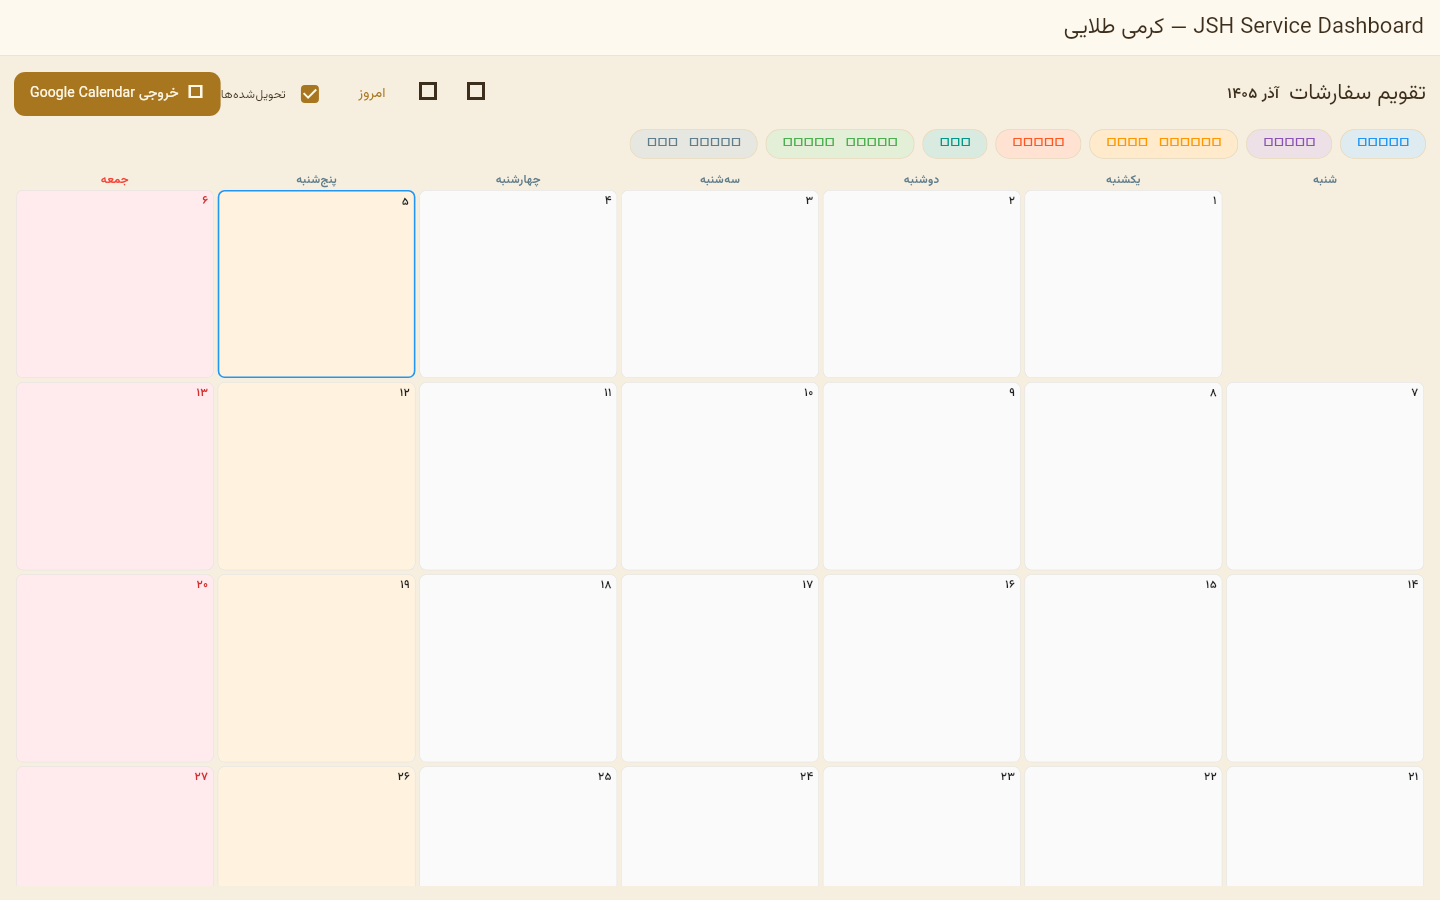 JSH Service Dashboard — کرمی طلایی
تقویم سفارشات آذر ۱۴۰۵
امروز
تحویل‌شده‌ها
خروجی Google Calendar
شنبه یکشنبه دوشنبه سه‌شنبه چهارشنبه پنج‌شنبه جمعه
۱ ۲ ۳ ۴ ۵ ۶
۷ ۸ ۹ ۱۰ ۱۱ ۱۲ ۱۳
۱۴ ۱۵ ۱۶ ۱۷ ۱۸ ۱۹ ۲۰
۲۱ ۲۲ ۲۳ ۲۴ ۲۵ ۲۶ ۲۷